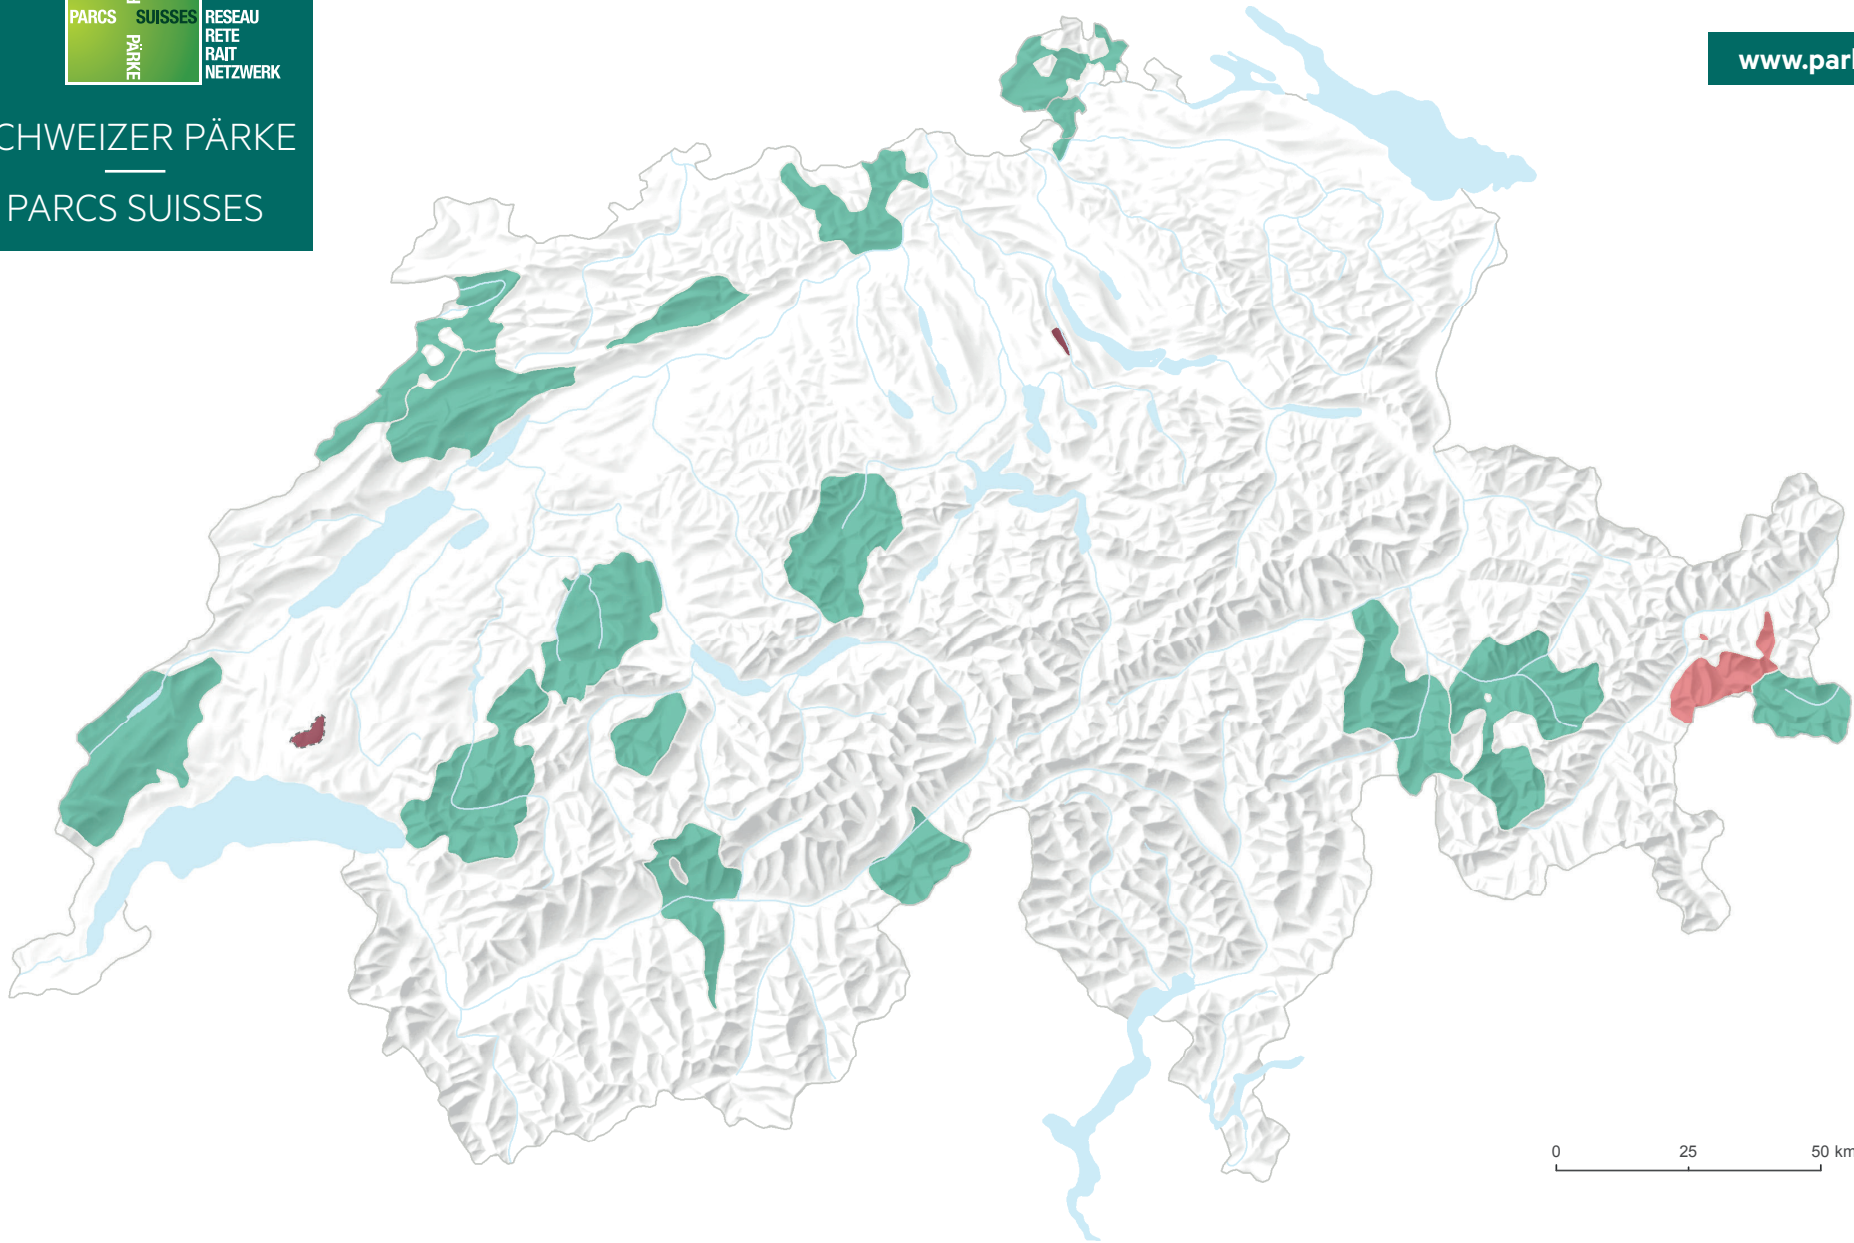 PARCS SUISSES
PÄRKE
RESEAU
RETE
RAIT
NETZWERK
CHWEIZER PÄRKE
PARCS SUISSES
www.parl
0 25 50 km